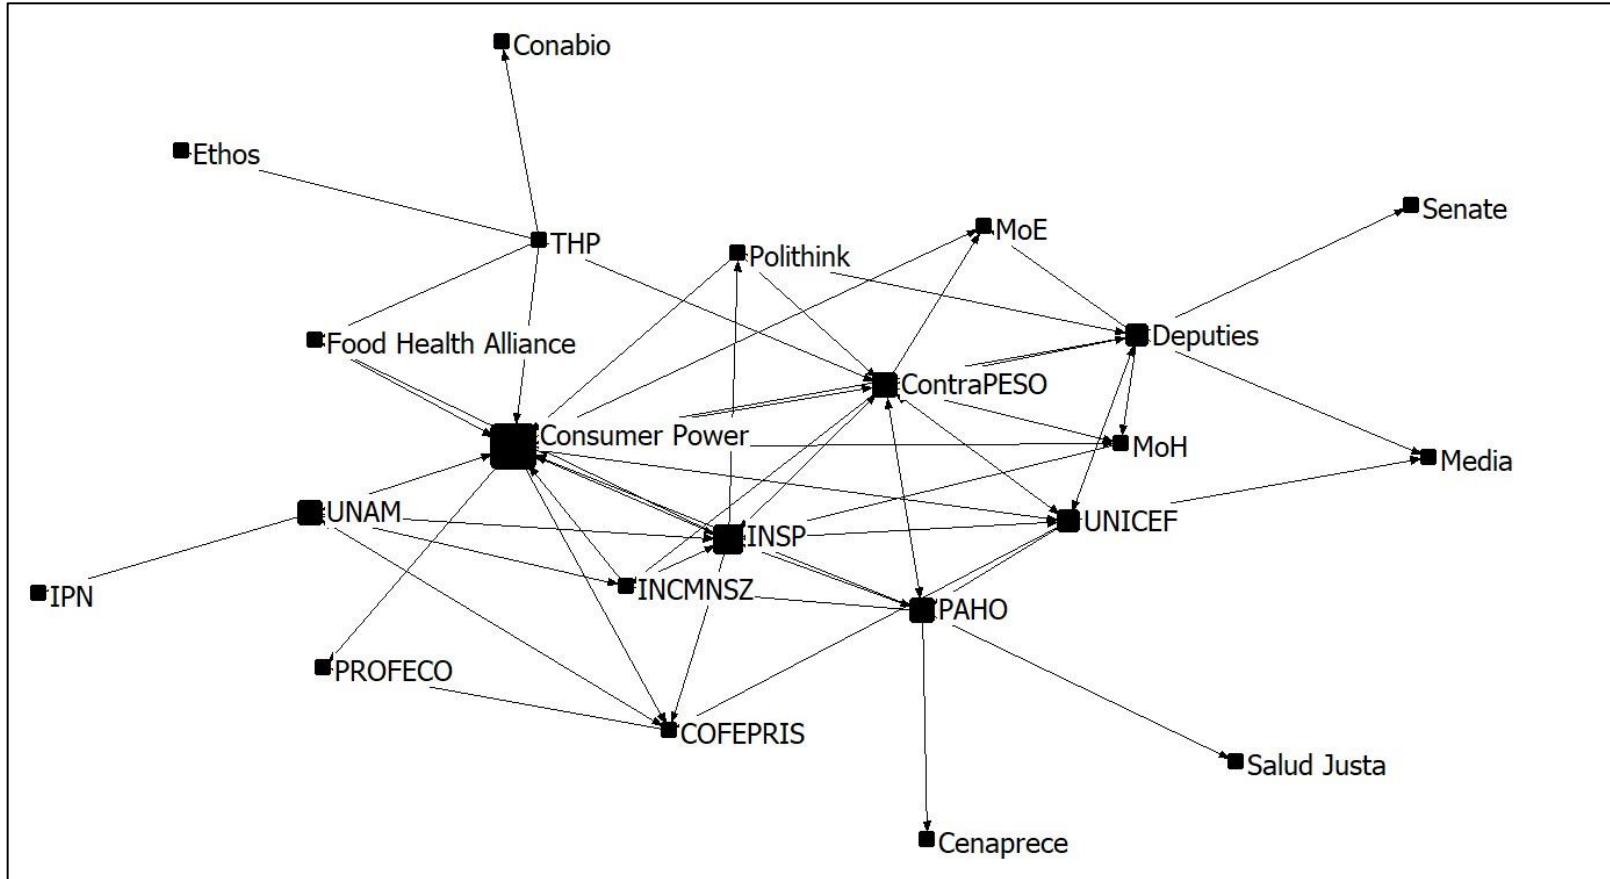 Conabio
Ethos
Senate
MoE
THP
Polithink
Deputies
Food Health Alliance
ContraPESO
Consumer Power
MoH
Media
UNAM
UNICEF
INSP
INCMNSZ
IPN
PAHO
PROFECO
COFEPRIS
Salud Justa
Cenaprece